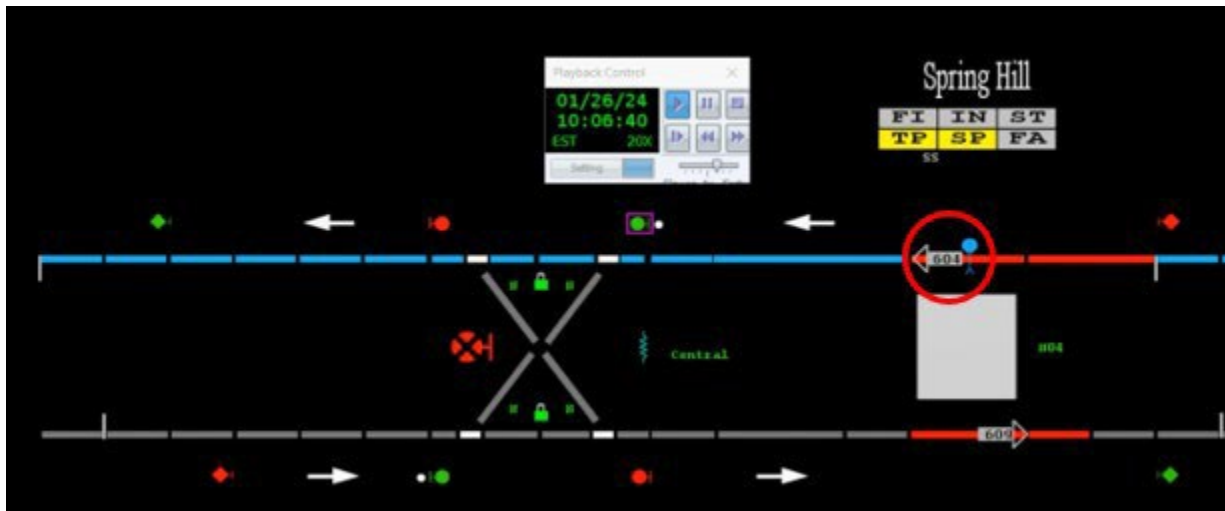 Playback Control
01/26/24
10:06:40
EST 20X
Setting
Spring Hill
FI IN ST
TP SP FA
SS
604
N N
Central
N N
609